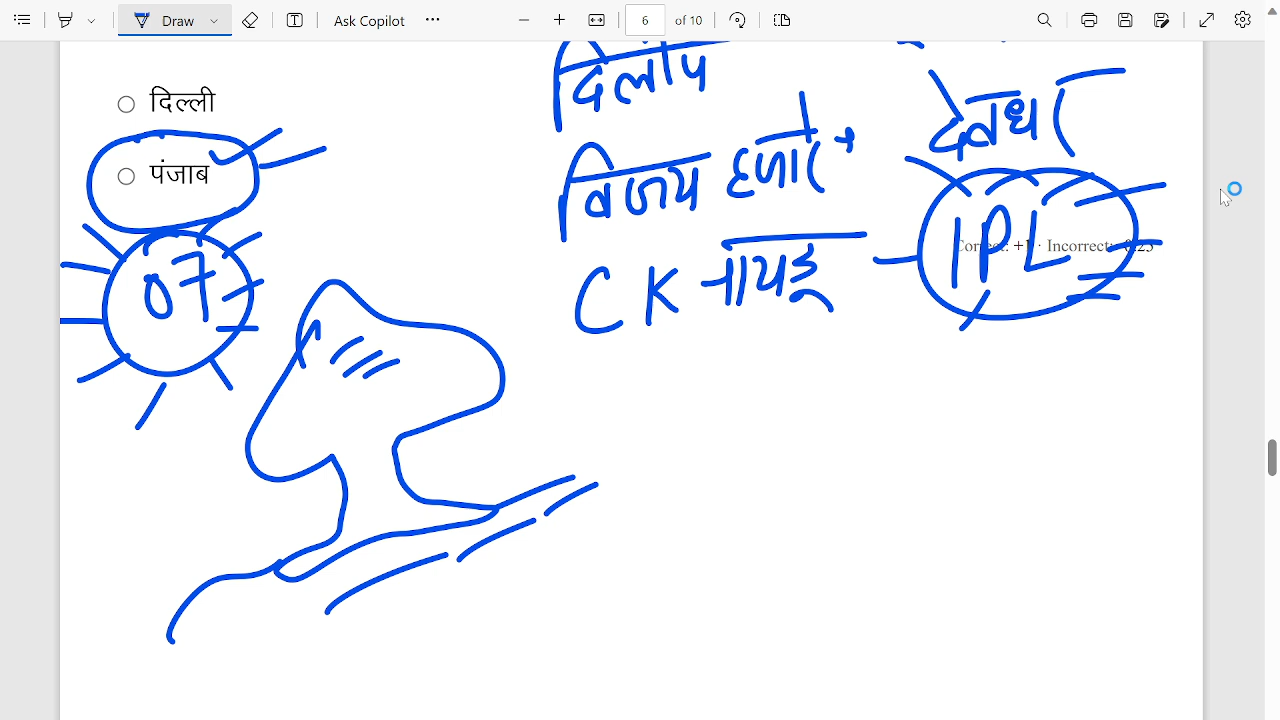 Draw
Ask Copilot
6 of 10
दिलीप
दिल्ली
देवधर
पंजाब
विजय हजारे
IPL
07
CK नायडू